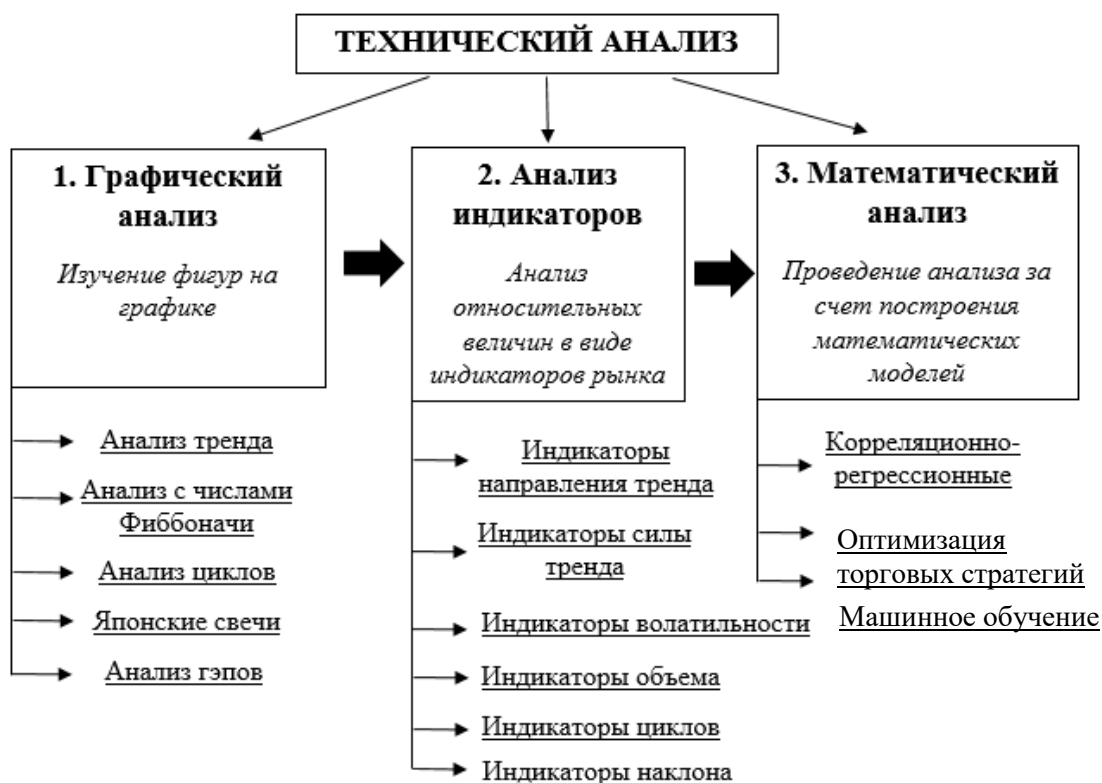 ТЕХНИЧЕСКИЙ АНАЛИЗ
1. Графический
анализ
Изучение фигур на
графике
Анализ тренда
Анализ с числами
Фиббоначи
Анализ циклов
Японские свечи
Анализ гэпов
2. Анализ
индикаторов
Анализ
относительных
величин в виде
индикаторов рынка
Индикаторы
направления тренда
Индикаторы силы
тренда
Индикаторы волатильности
Индикаторы объема
Индикаторы циклов
Индикаторы наклона
3. Математический
анализ
Проведение анализа за
счет построения
математических
моделей
Корреляционно-
регрессионные
Оптимизация
торговых стратегий
Машинное обучение